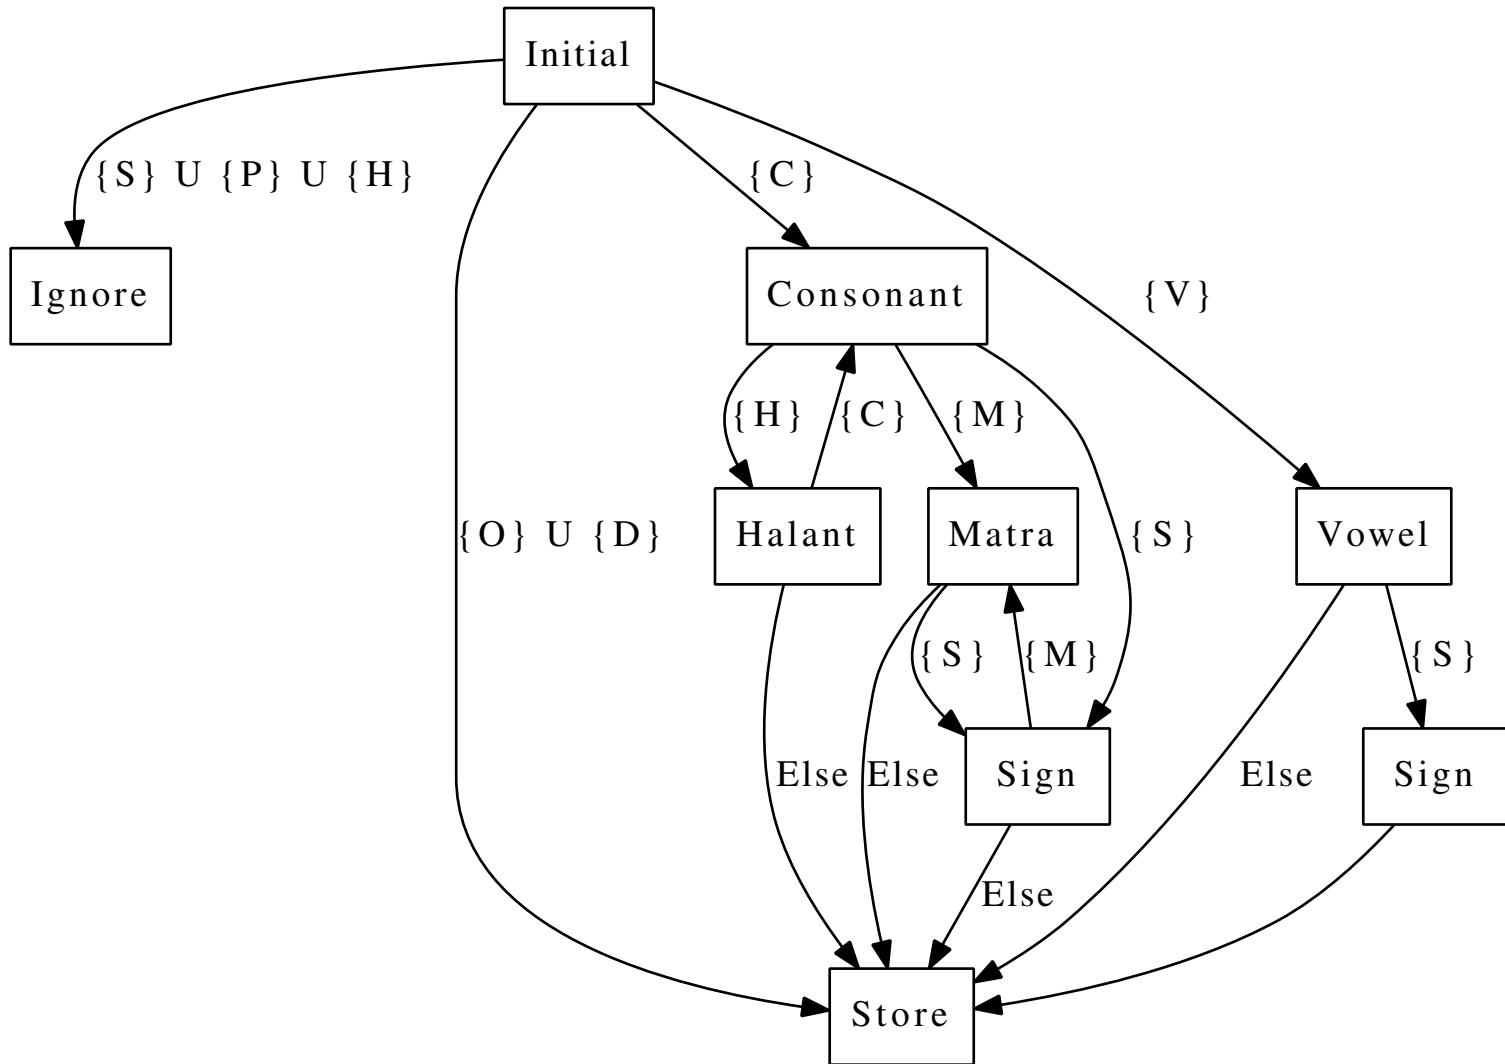 Initial
{S} U {P} U {H}
{C}
Ignore
Consonant
{V}
{H}
{C}
{M}
{O} U {D}
Halant
Matra
{S}
Vowel
{S}
{M}
{S}
Else
Else
Sign
Else
Sign
Else
Store